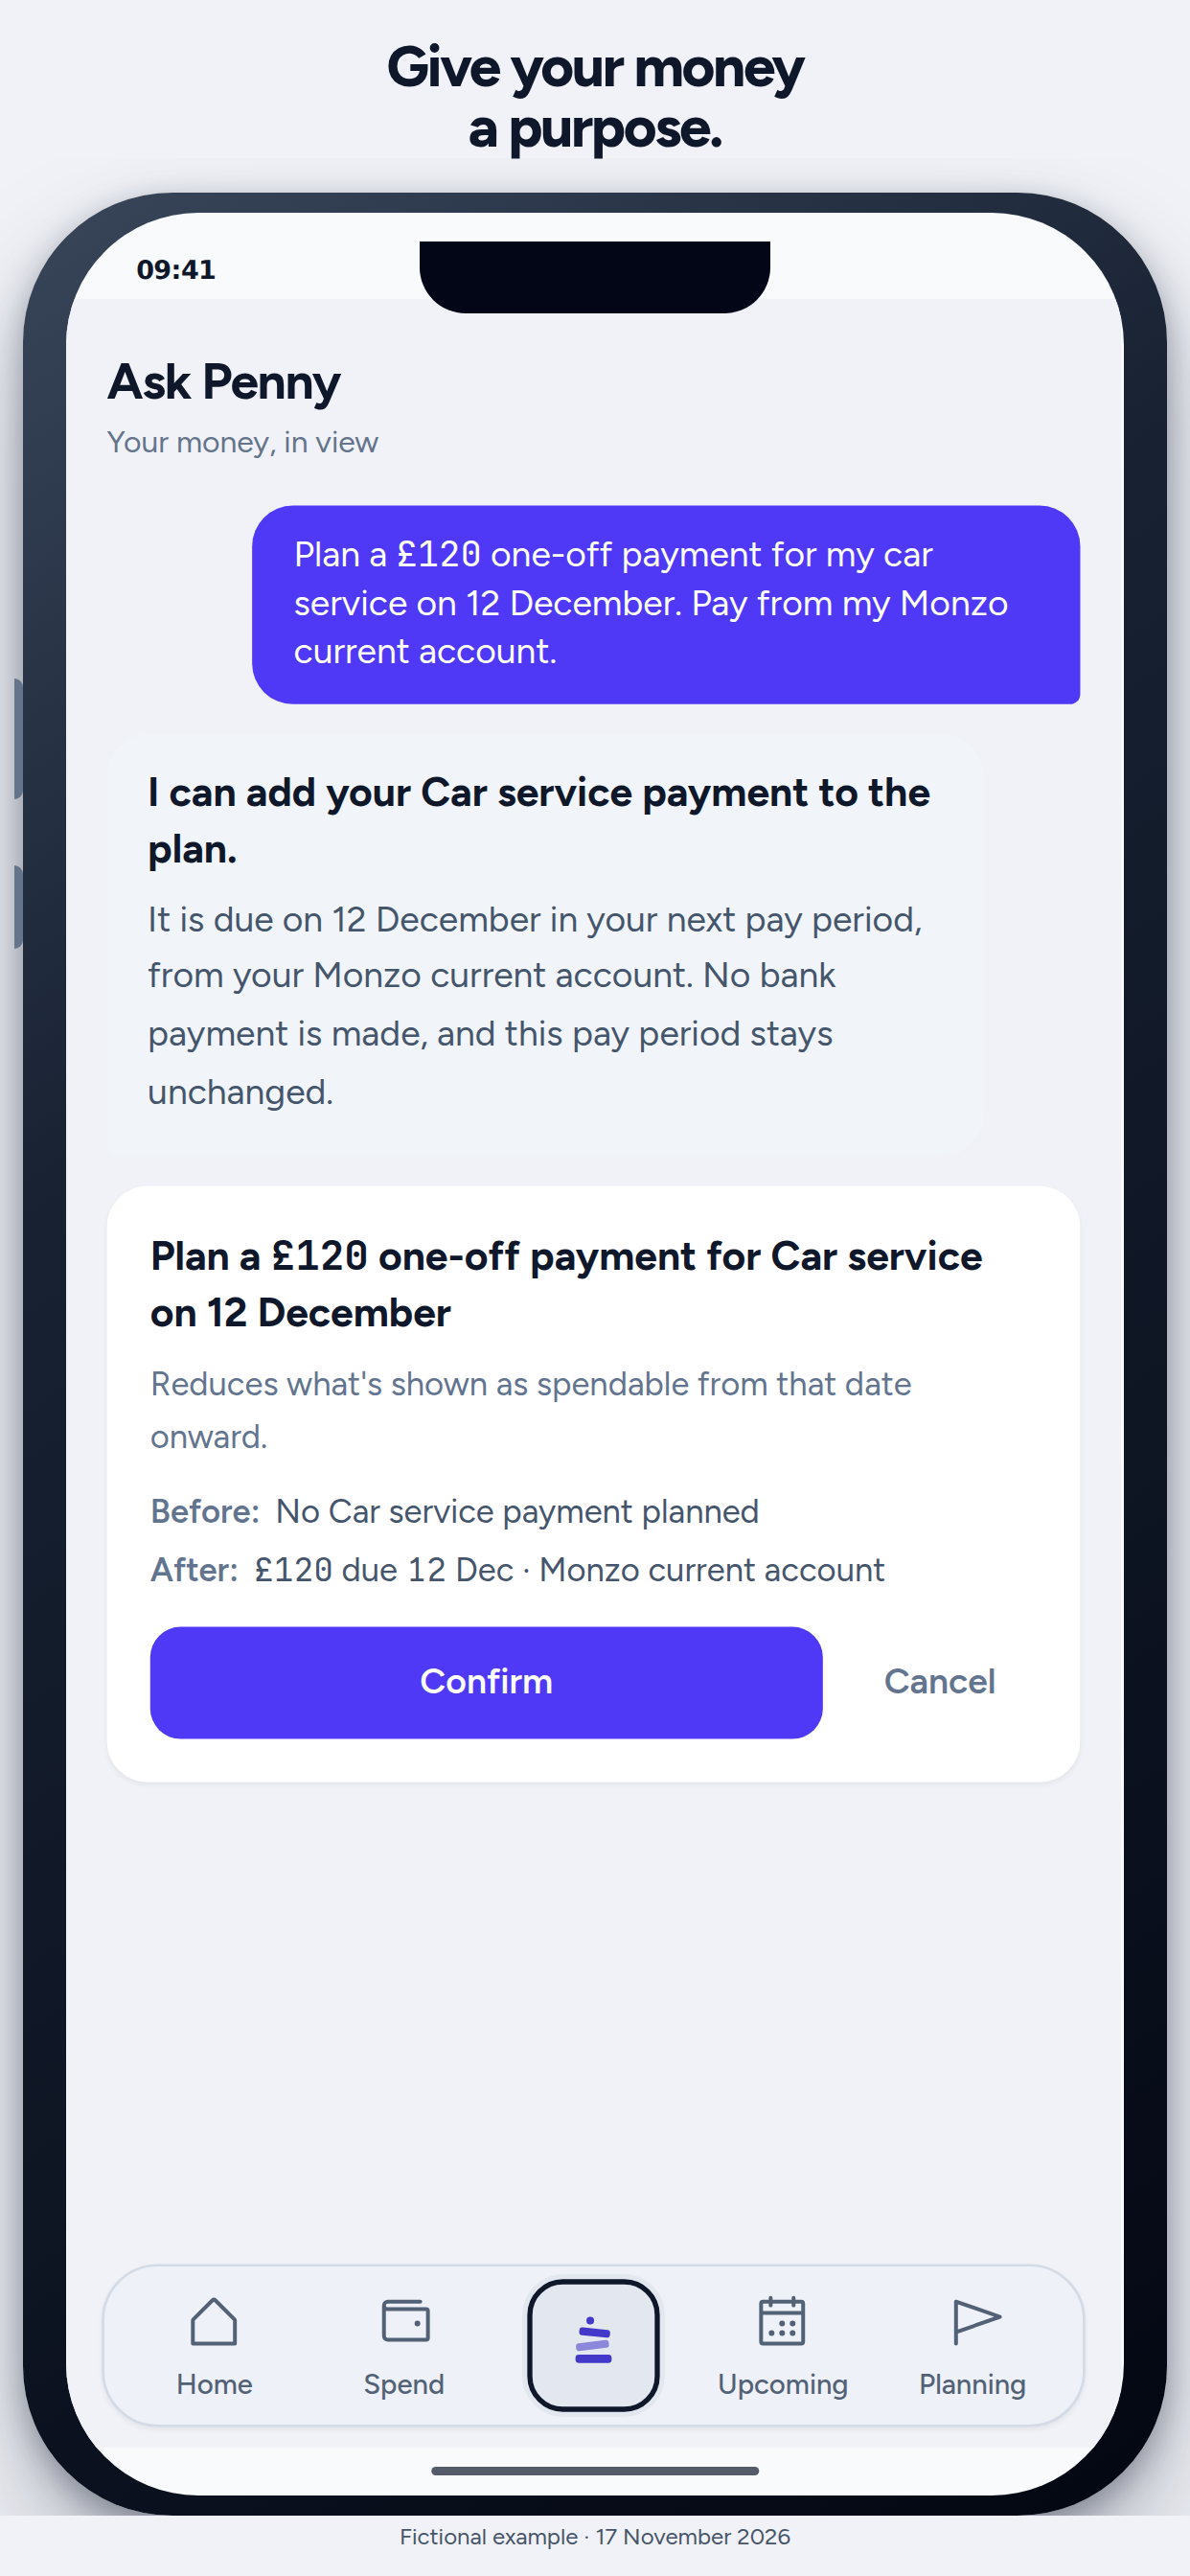 Give your money
a purpose.
09:41
Ask Penny
Your money, in view
Plan a £120 one-off payment for my car
service on 12 December. Pay from my Monzo
current account.
I can add your Car service payment to the
plan.
It is due on 12 December in your next pay period,
from your Monzo current account. No bank
payment is made, and this pay period stays
unchanged.
Plan a £120 one-off payment for Car service
on 12 December
Reduces what's shown as spendable from that date
onward.
Before: No Car service payment planned
After: £120 due 12 Dec · Monzo current account
Confirm Cancel
Home Spend Upcoming Planning
Fictional example · 17 November 2026